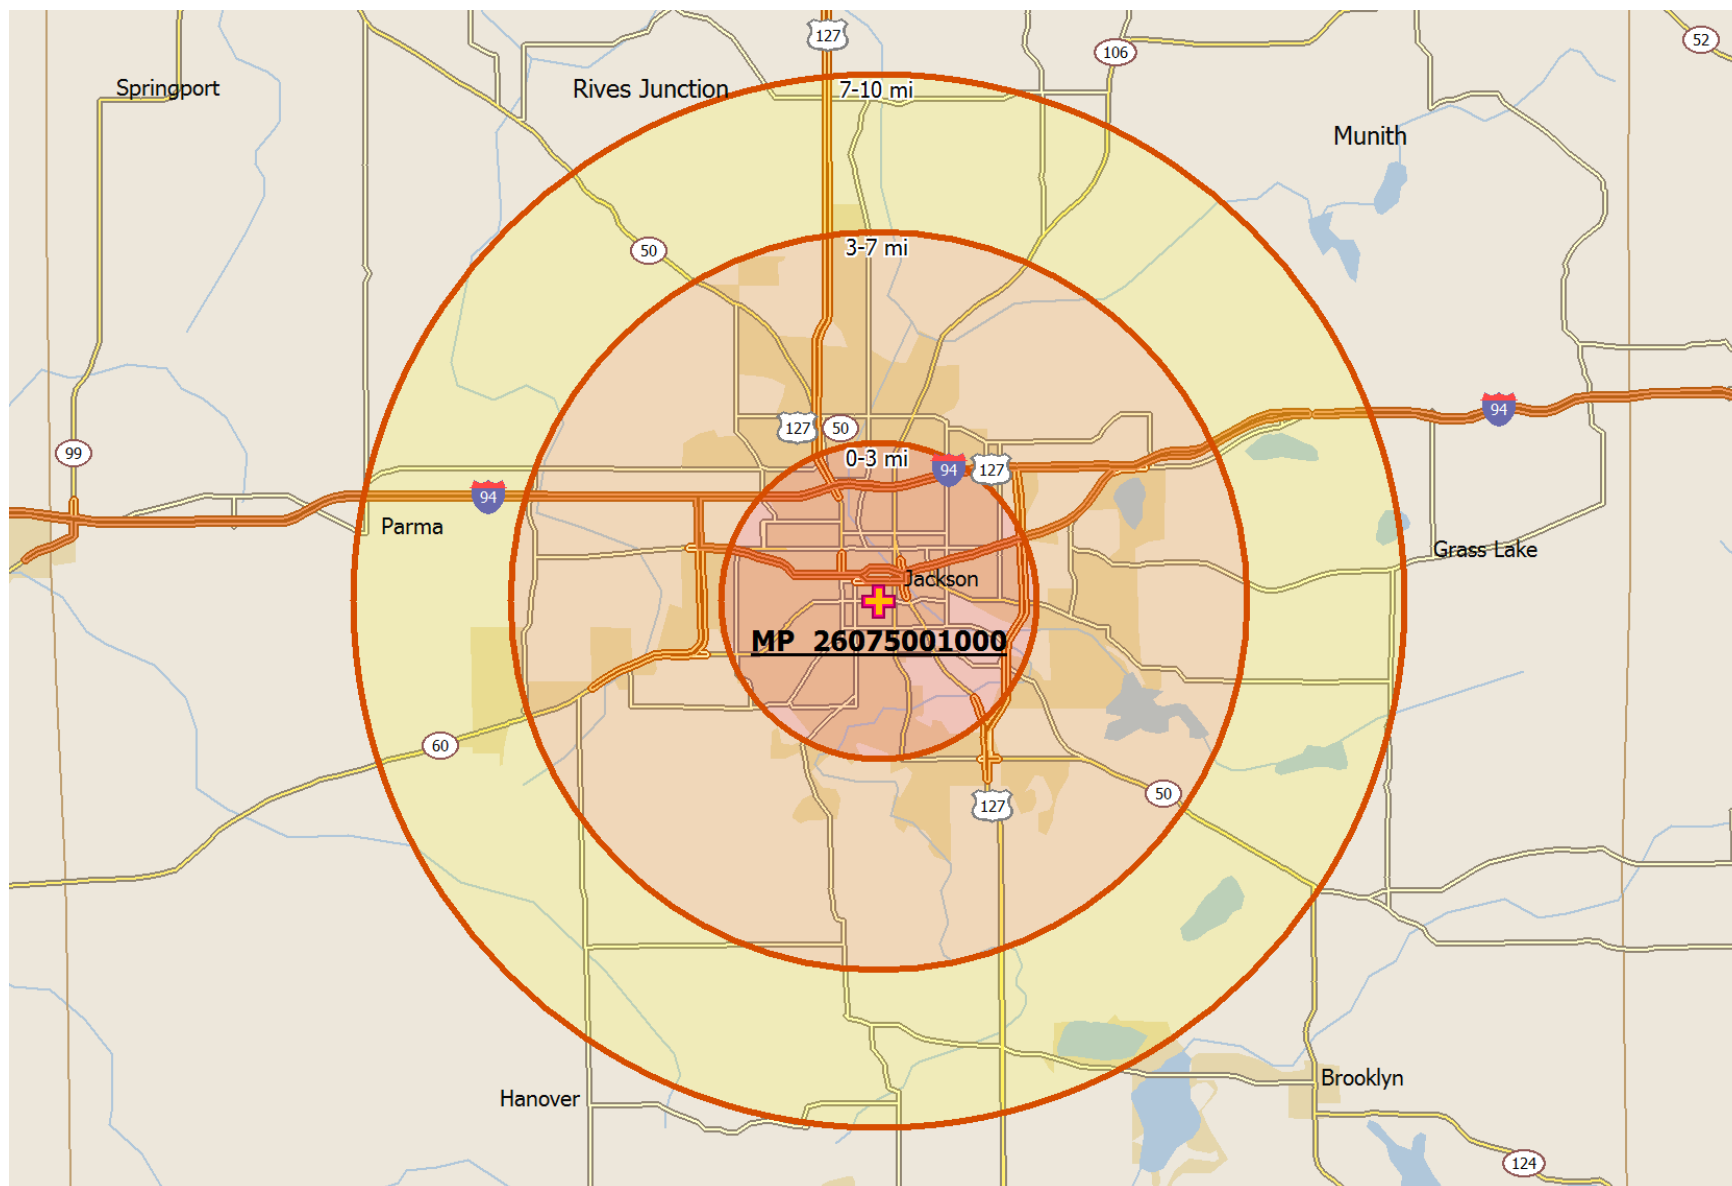 127
52
106
Springport
Rives Junction
7-10 mi
Munith
50
3-7 mi
94
127
50
99
0-3 mi
94
127
94
Parma
Grass Lake
Jackson
MP 26075001000
60
50
127
Brooklyn
Hanover
124